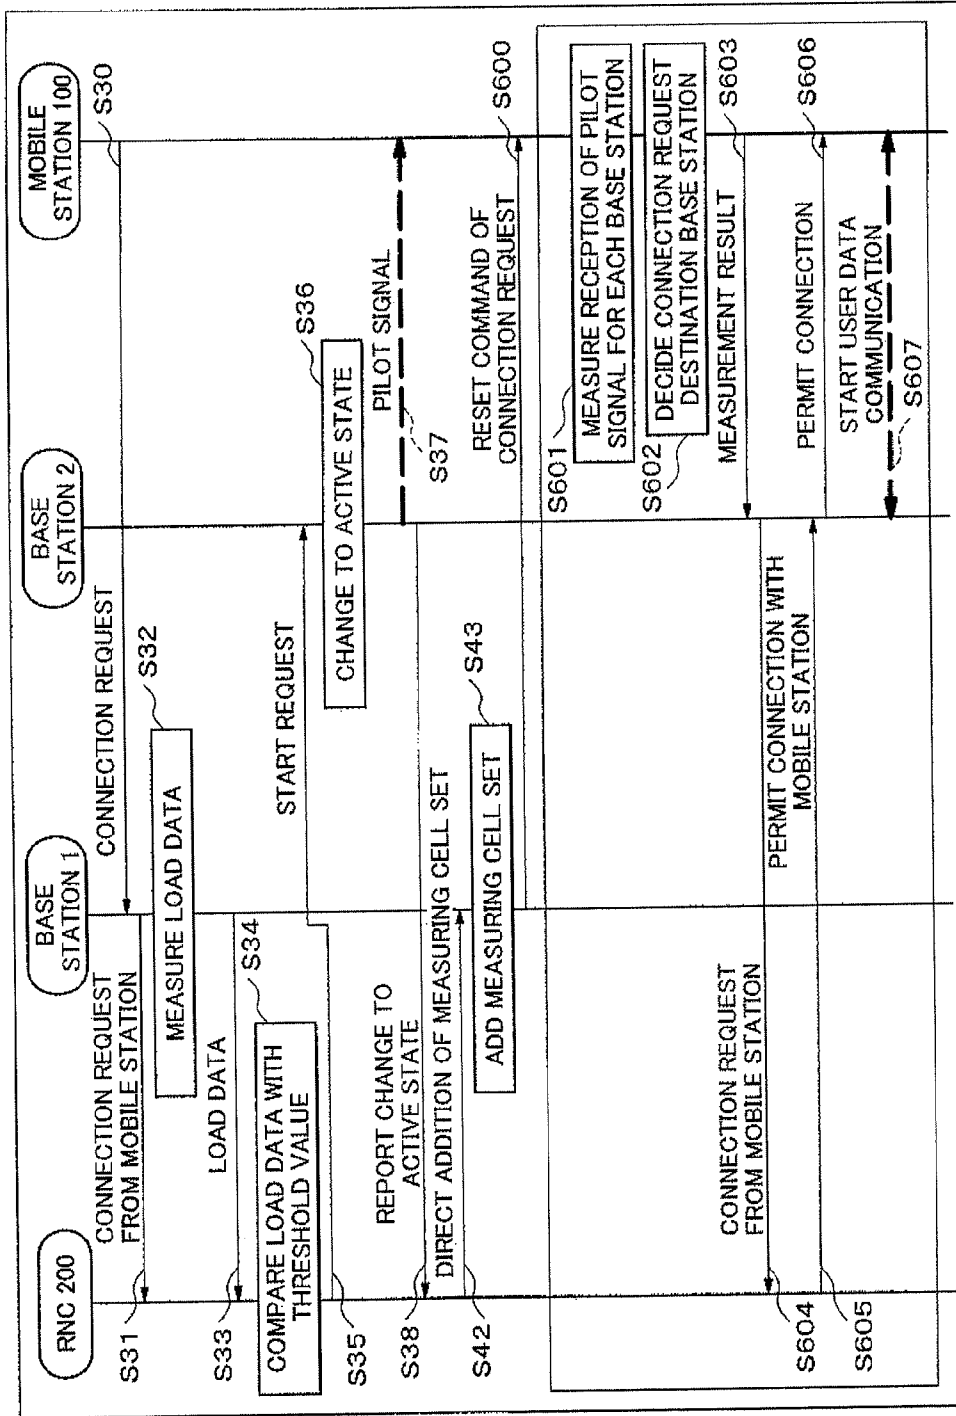 RNC 200
BASE
STATION 1
BASE
STATION 2
MOBILE
STATION 100
S30
CONNECTION REQUEST
S31
CONNECTION REQUEST
FROM MOBILE STATION
S32
MEASURE LOAD DATA
S33
LOAD DATA
S34
COMPARE LOAD DATA WITH
THRESHOLD VALUE
S35
START REQUEST
S36
CHANGE TO ACTIVE STATE
PILOT SIGNAL
S37
S38
REPORT CHANGE TO
ACTIVE STATE
S42
DIRECT ADDITION OF MEASURING CELL SET
S43
ADD MEASURING CELL SET
RESET COMMAND OF
CONNECTION REQUEST
S600
S601
MEASURE RECEPTION OF PILOT
SIGNAL FOR EACH BASE STATION
S602
DECIDE CONNECTION REQUEST
DESTINATION BASE STATION
MEASUREMENT RESULT
S603
S604
CONNECTION REQUEST
FROM MOBILE STATION
S605
PERMIT CONNECTION WITH
MOBILE STATION
PERMIT CONNECTION
S606
START USER DATA
COMMUNICATION
S607